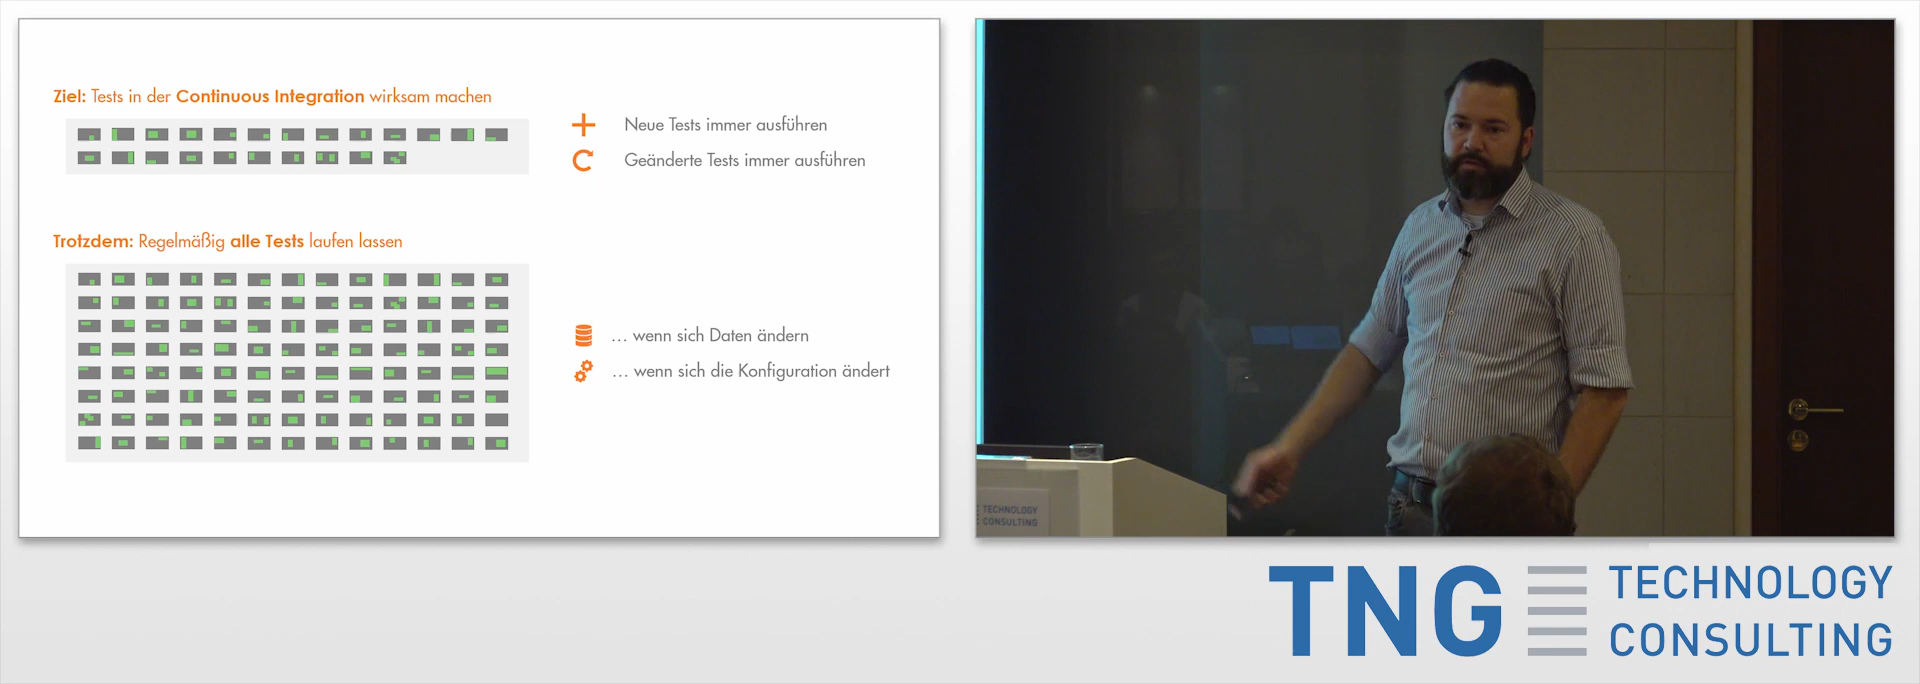 Ziel: Tests in der Continuous Integration wirksam machen
Neue Tests immer ausführen
Geänderte Tests immer ausführen
Trotzdem: Regelmäßig alle Tests laufen lassen
... wenn sich Daten ändern
... wenn sich die Konfiguration ändert
TECHNOLOGY
CONSULTING
TNG TECHNOLOGY
CONSULTING